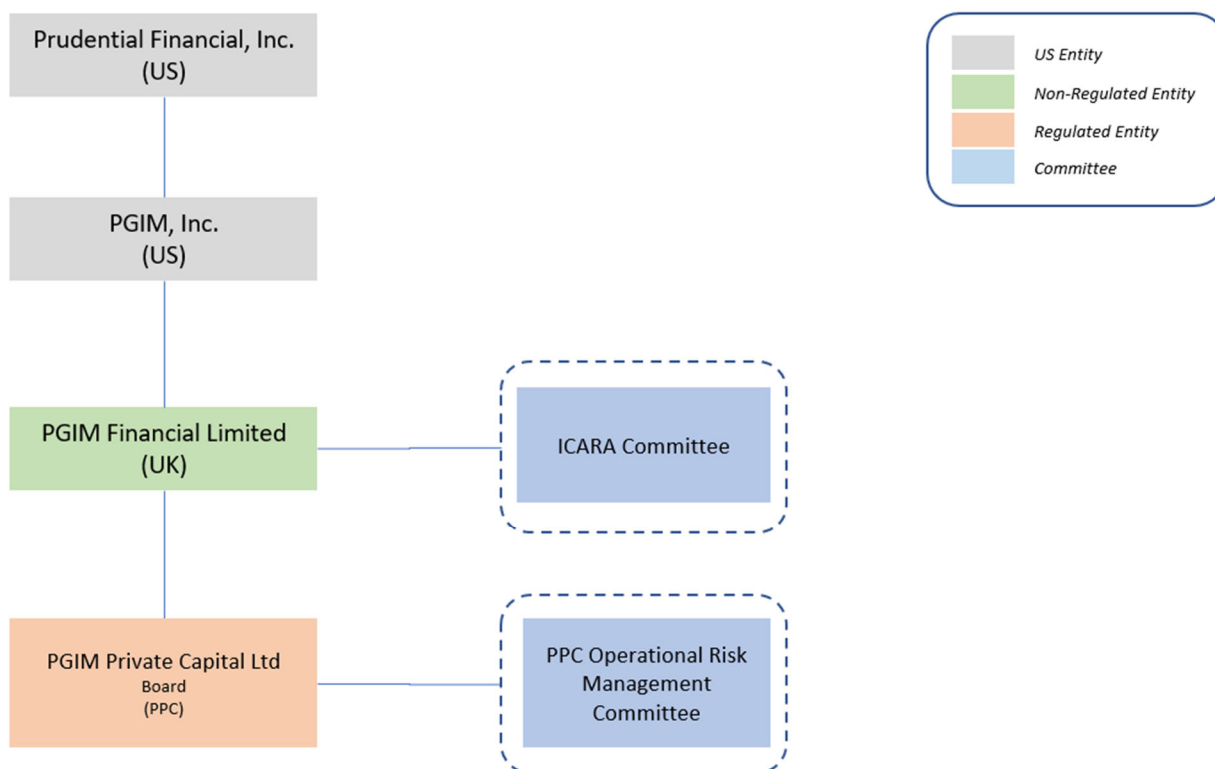 Prudential Financial, Inc.
(US)
US Entity
Non-Regulated Entity
Regulated Entity
Committee
PGIM, Inc.
(US)
PGIM Financial Limited
(UK)
ICARA Committee
PGIM Private Capital Ltd
Board
(PPC)
PPC Operational Risk
Management
Committee